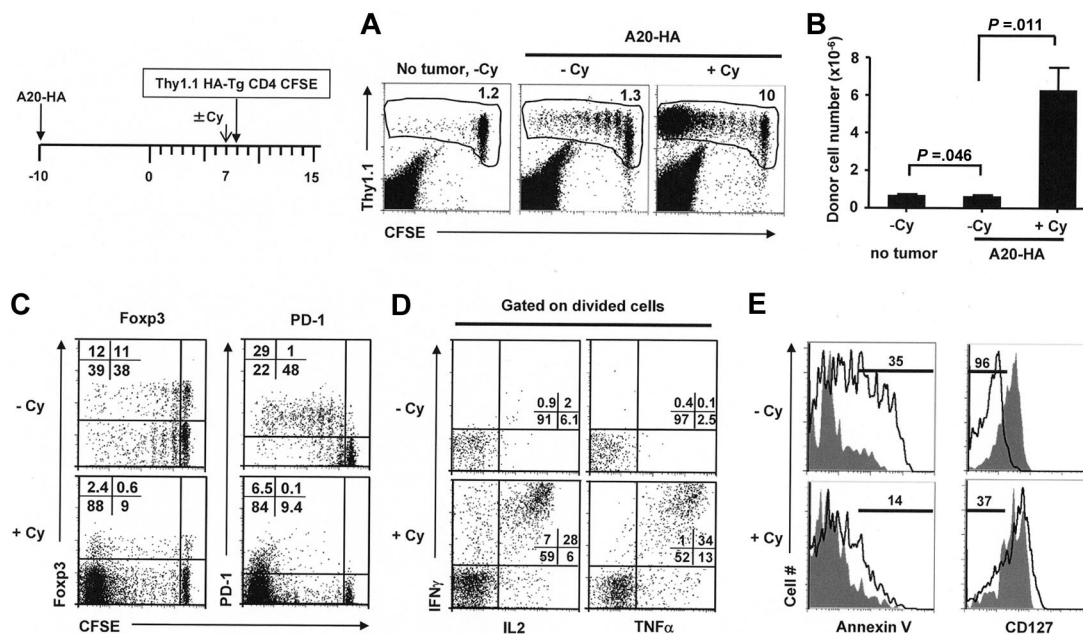 A20-HA
Thy1.1 HA-Tg CD4 CFSE
±Cy
-10 0 7 15
A
A20-HA
No tumor, -Cy - Cy + Cy
1.2 1.3 10
Thy1.1
CFSE
B
P =.011
P =.046
Donor cell number (x10⁻⁶)
8
6
4
2
0
-Cy -Cy + Cy
no tumor A20-HA
C
Foxp3 PD-1
- Cy
12 11
39 38
29 1
22 48
+ Cy
2.4 0.6
88 9
6.5 0.1
84 9.4
Foxp3
PD-1
CFSE
D
Gated on divided cells
- Cy
0.9 2
91 6.1
0.4 0.1
97 2.5
+ Cy
7 28
59 6
1 34
52 13
IFNγ
IL2 TNFα
E
- Cy
35 96
+ Cy
14 37
Cell #
Annexin V CD127